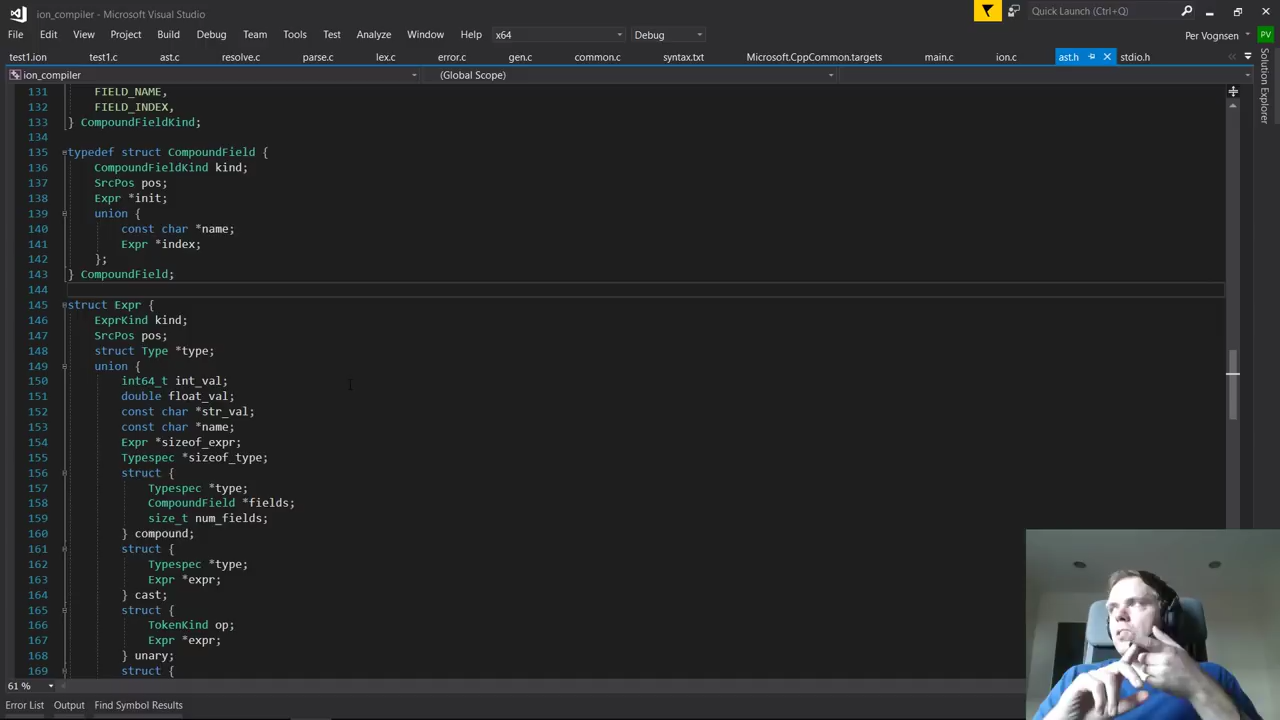 ion_compiler - Microsoft Visual Studio
Quick Launch (Ctrl+Q)
File Edit View Project Build Debug Team Tools Test Analyze Window Help x64 Debug Per Vognsen PV
test1.ion test1.c ast.c resolve.c parse.c lex.c error.c gen.c common.c syntax.txt Microsoft.CppCommon.targets main.c ion.c ast.h stdio.h
ion_compiler (Global Scope)
Solution Explorer
131 FIELD_NAME,
132 FIELD_INDEX,
133 } CompoundFieldKind;
134
135 typedef struct CompoundField {
136 CompoundFieldKind kind;
137 SrcPos pos;
138 Expr *init;
139 union {
140 const char *name;
141 Expr *index;
142 };
143 } CompoundField;
144
145 struct Expr {
146 ExprKind kind;
147 SrcPos pos;
148 struct Type *type;
149 union {
150 int64_t int_val;
151 double float_val;
152 const char *str_val;
153 const char *name;
154 Expr *sizeof_expr;
155 Typespec *sizeof_type;
156 struct {
157 Typespec *type;
158 CompoundField *fields;
159 size_t num_fields;
160 } compound;
161 struct {
162 Typespec *type;
163 Expr *expr;
164 } cast;
165 struct {
166 TokenKind op;
167 Expr *expr;
168 } unary;
169 struct {
61 %
Error List Output Find Symbol Results